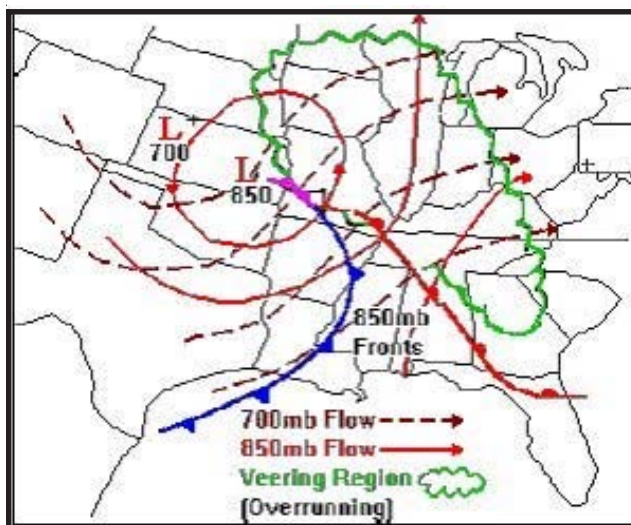 L
700
L
850
850mb
Fronts
700mb Flow
850mb Flow
Veering Region
(Overrunning)